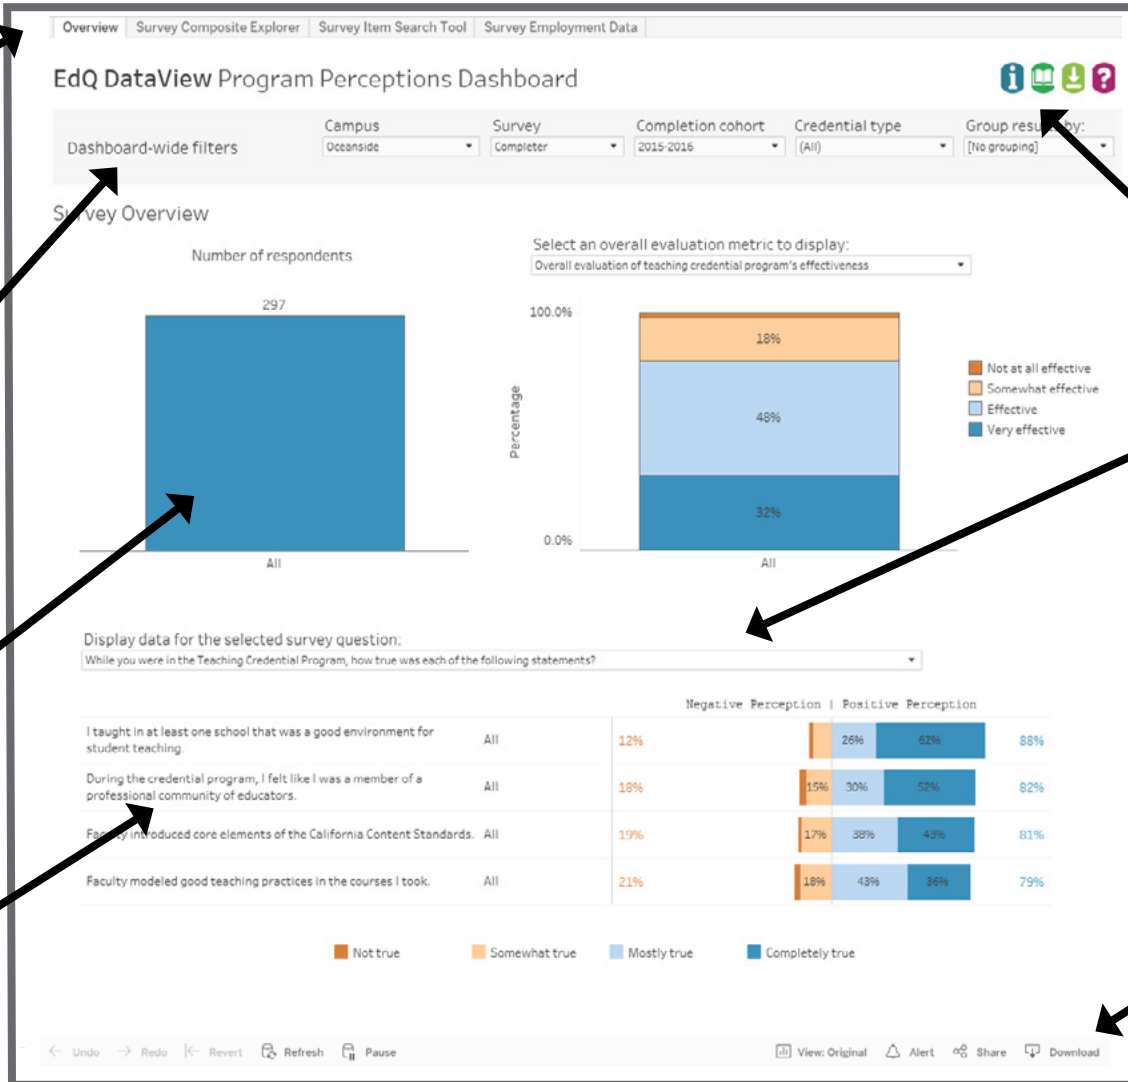 Overview Survey Composite Explorer Survey Item Search Tool Survey Employment Data
EdQ DataView Program Perceptions Dashboard
Dashboard-wide filters
Campus
Oceanside
Survey
Completer
Completion cohort
2015-2016
Credential type
(All)
Group results by:
[No grouping]
Survey Overview
Number of respondents
297
All
Select an overall evaluation metric to display:
Overall evaluation of teaching credential program's effectiveness
100.0%
Percentage
0.0%
18%
48%
32%
All
Not at all effective
Somewhat effective
Effective
Very effective
Display data for the selected survey question:
While you were in the Teaching Credential Program, how true was each of the following statements?
Negative Perception | Positive Perception
I taught in at least one school that was a good environment for
student teaching.
All 12% 26% 62% 88%
During the credential program, I felt like I was a member of a
professional community of educators.
All 18% 15% 30% 52% 82%
Faculty introduced core elements of the California Content Standards. All 19% 17% 38% 43% 81%
Faculty modeled good teaching practices in the courses I took. All 21% 18% 43% 36% 79%
Not true Somewhat true Mostly true Completely true
Undo Redo Revert Refresh Pause View: Original Alert Share Download